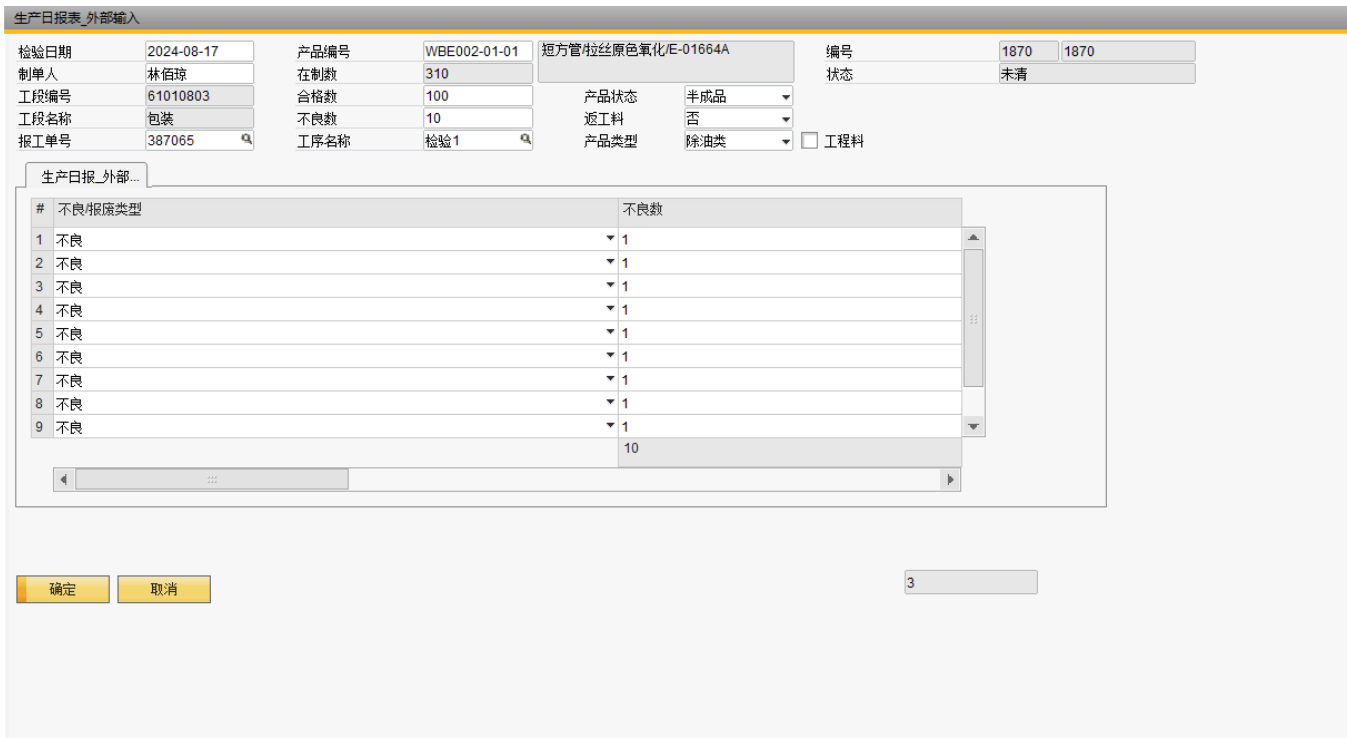 生产日报表_外部输入
检验日期 2024-08-17 产品编号 WBE002-01-01 短方管/拉丝原色氧化/E-01664A 编号 1870 1870
制单人 林佰琼 在制数 310 状态 未清
工段编号 61010803 合格数 100 产品状态 半成品
工段名称 包装 不良数 10 返工料 否
报工单号 387065 工序名称 检验1 产品类型 除油类 工程料
生产日报_外部...
# 不良/报废类型 不良数
1 不良 1
2 不良 1
3 不良 1
4 不良 1
5 不良 1
6 不良 1
7 不良 1
8 不良 1
9 不良 1
10
确定 取消 3